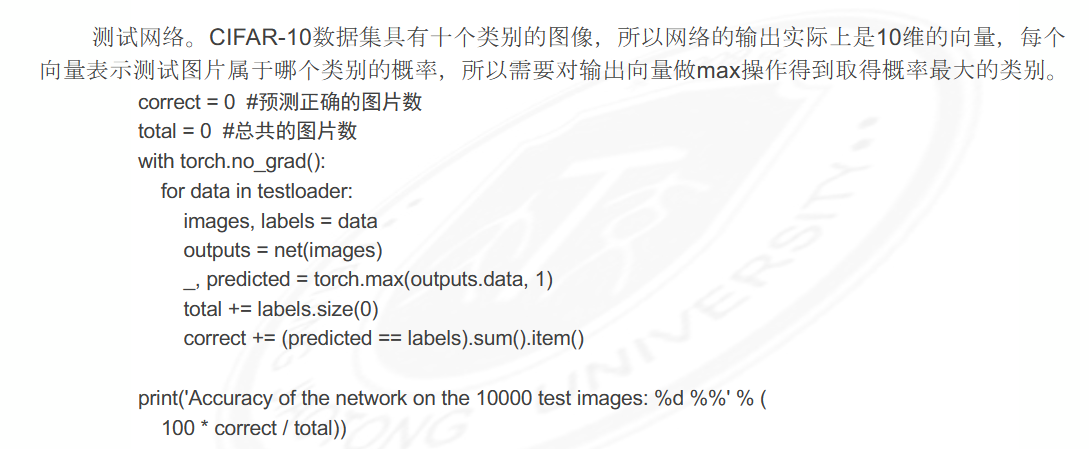 测试网络。CIFAR-10数据集具有十个类别的图像，所以网络的输出实际上是10维的向量，每个
向量表示测试图片属于哪个类别的概率，所以需要对输出向量做max操作得到取得概率最大的类别。
correct = 0  #预测正确的图片数
total = 0  #总共的图片数
with torch.no_grad():
    for data in testloader:
        images, labels = data
        outputs = net(images)
        _, predicted = torch.max(outputs.data, 1)
        total += labels.size(0)
        correct += (predicted == labels).sum().item()
print('Accuracy of the network on the 10000 test images: %d %%' % (
    100 * correct / total))
UNIVERSITY